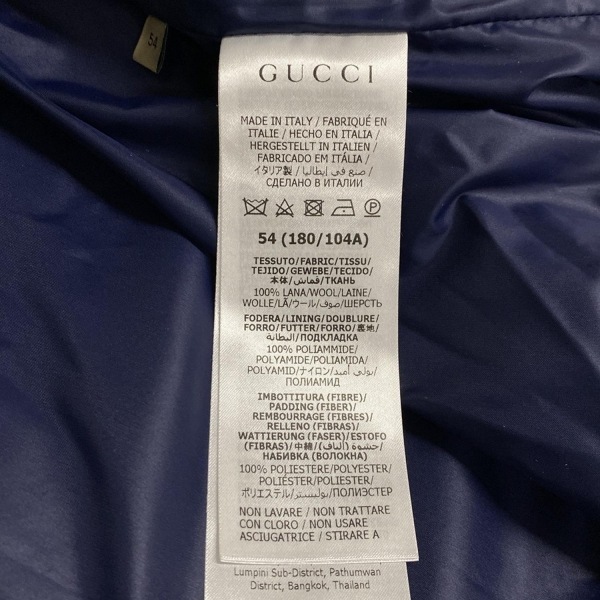 54
GUCCI
MADE IN ITALY / FABRIQUÉ EN
ITALIE / HECHO EN ITALIA /
HERGESTELLT IN ITALIEN /
FABRICADO EM ITÁLIA /
イタリア製 / صنع في إيطاليا /
СДЕЛАНО В ИТАЛИИ
54 (180/104A)
TESSUTO/FABRIC/TISSU/
TEJIDO/GEWEBE/TECIDO/
本体/قماش/ТКАНЬ
100% LANA/WOOL/LAINE/
WOLLE/LÃ/ウール/صوف/ШЕРСТЬ
FODERA/LINING/DOUBLURE/
FORRO/FUTTER/FORRO/裏地/
البطانة/ПОДКЛАДКА
100% POLIAMMIDE/
POLYAMIDE/POLIAMIDA/
POLYAMID/ナイロン/بولي أميد/
ПОЛИАМИД
IMBOTTITURA (FIBRE)/
PADDING (FIBER)/
REMBOURRAGE (FIBRES)/
RELLENO (FIBRAS)/
WATTIERUNG (FASER)/ESTOFO
(FIBRAS)/中綿/حشوة (ألياف)/
НАБИВКА (ВОЛОКНА)
100% POLIESTERE/POLYESTER/
POLIÉSTER/POLIESTER/
ポリエステル/بوليستر/ПОЛИЭСТЕР
NON LAVARE / NON TRATTARE
CON CLORO / NON USARE
ASCIUGATRICE / STIRARE A
Lumpini Sub-District, Pathumwan
District, Bangkok, Thailand